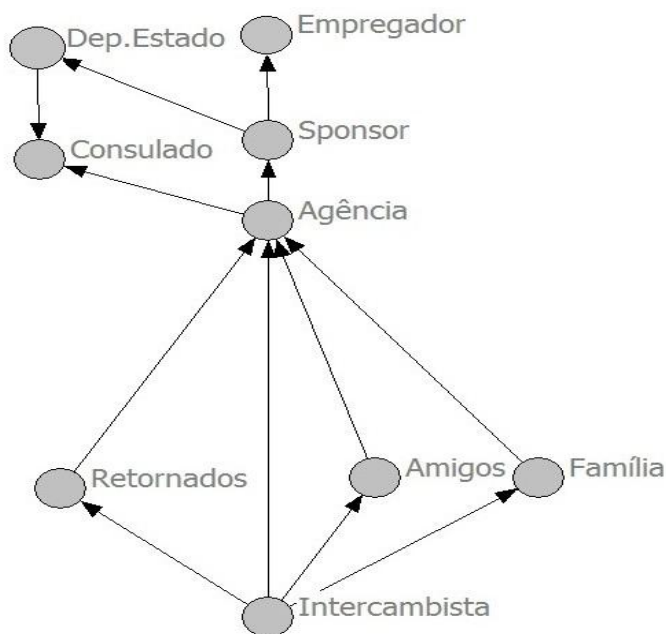 Empregador
Dep.Estado
Sponsor
Consulado
Agência
Retornados
Amigos
Família
Intercambista